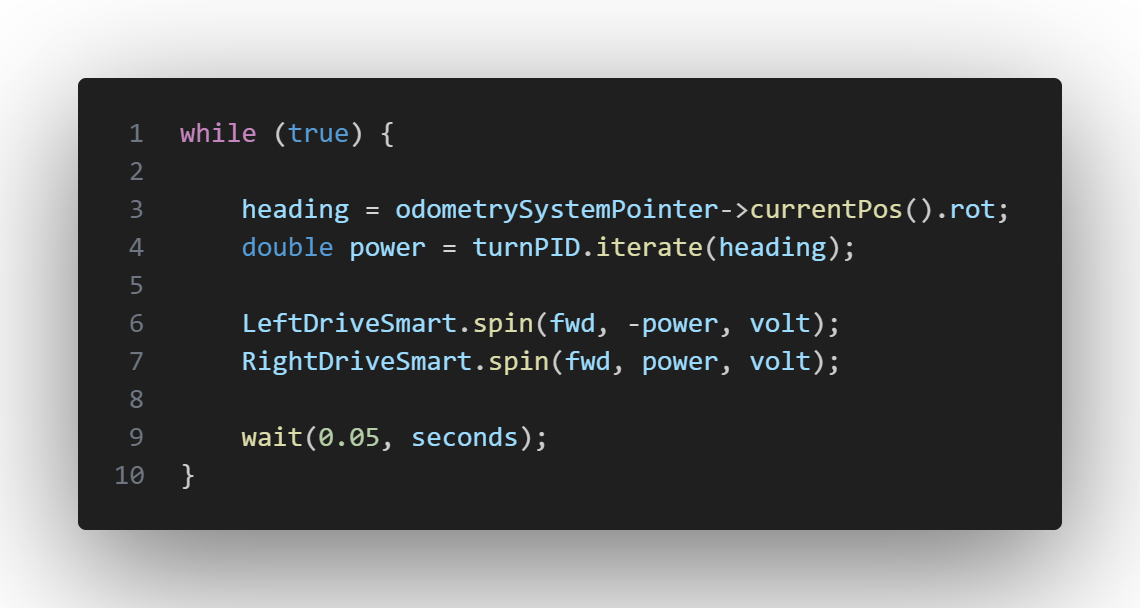 1 while (true) {
2
3 heading = odometrySystemPointer->currentPos().rot;
4 double power = turnPID.iterate(heading);
5
6 LeftDriveSmart.spin(fwd, -power, volt);
7 RightDriveSmart.spin(fwd, power, volt);
8
9 wait(0.05, seconds);
10 }